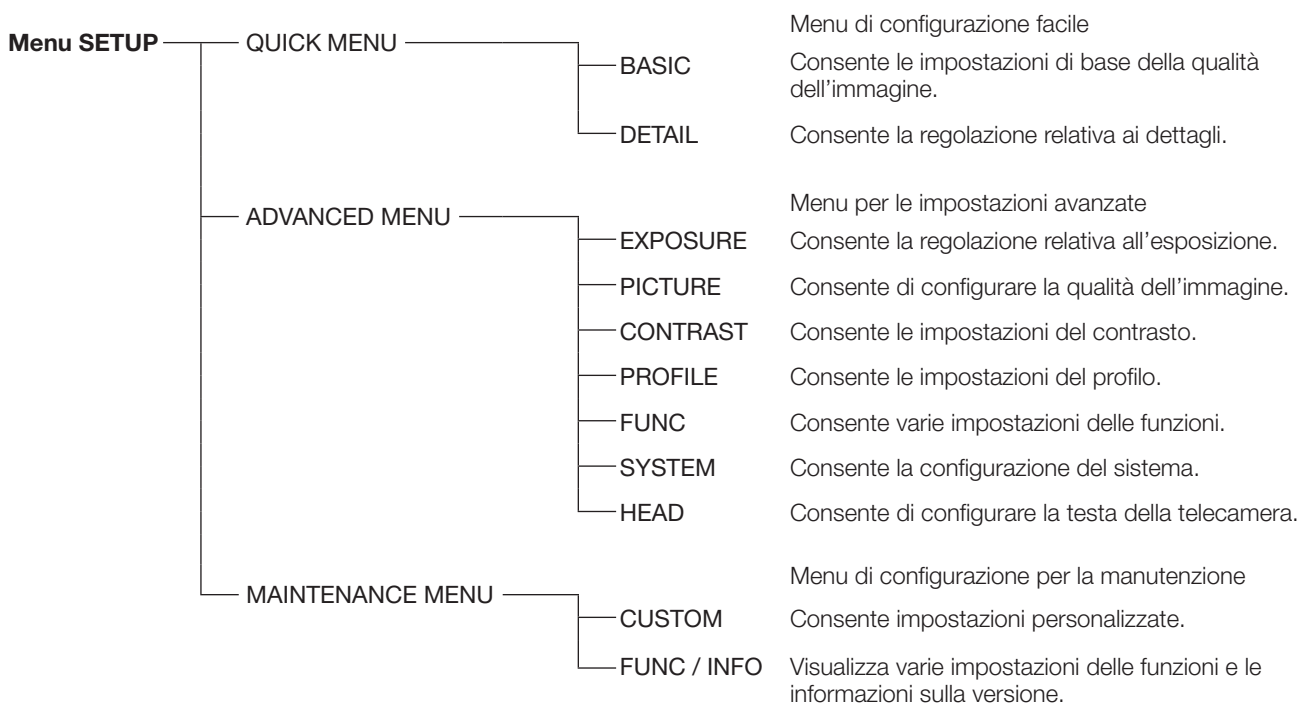 Menu di configurazione facile
Menu SETUP QUICK MENU
BASIC Consente le impostazioni di base della qualità
dell’immagine.
DETAIL Consente la regolazione relativa ai dettagli.
Menu per le impostazioni avanzate
ADVANCED MENU
EXPOSURE Consente la regolazione relativa all’esposizione.
PICTURE Consente di configurare la qualità dell’immagine.
CONTRAST Consente le impostazioni del contrasto.
PROFILE Consente le impostazioni del profilo.
FUNC Consente varie impostazioni delle funzioni.
SYSTEM Consente la configurazione del sistema.
HEAD Consente di configurare la testa della telecamera.
Menu di configurazione per la manutenzione
MAINTENANCE MENU
CUSTOM Consente impostazioni personalizzate.
FUNC / INFO Visualizza varie impostazioni delle funzioni e le
informazioni sulla versione.